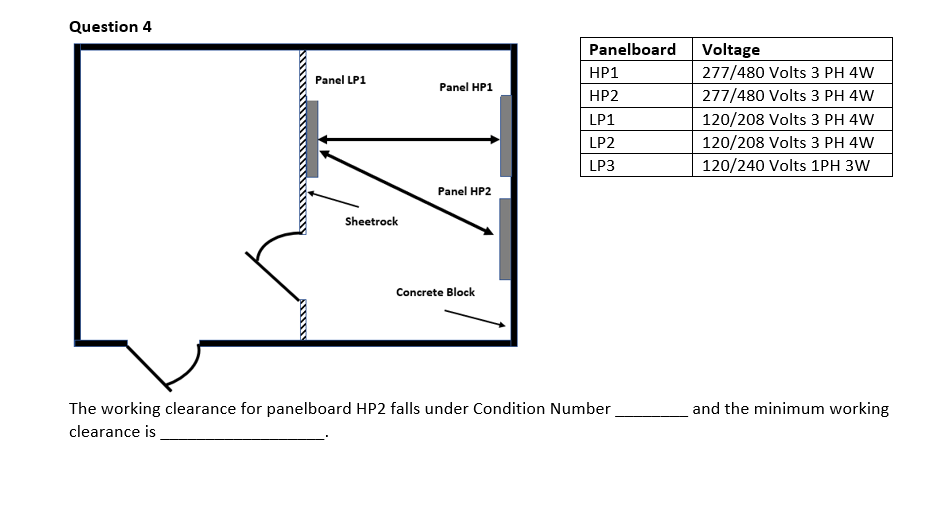 Question 4
Panel LP1
Panel HP1
Panel HP2
Sheetrock
Concrete Block
Panelboard Voltage
HP1 277/480 Volts 3 PH 4W
HP2 277/480 Volts 3 PH 4W
LP1 120/208 Volts 3 PH 4W
LP2 120/208 Volts 3 PH 4W
LP3 120/240 Volts 1PH 3W
The working clearance for panelboard HP2 falls under Condition Number ________ and the minimum working
clearance is __________________.